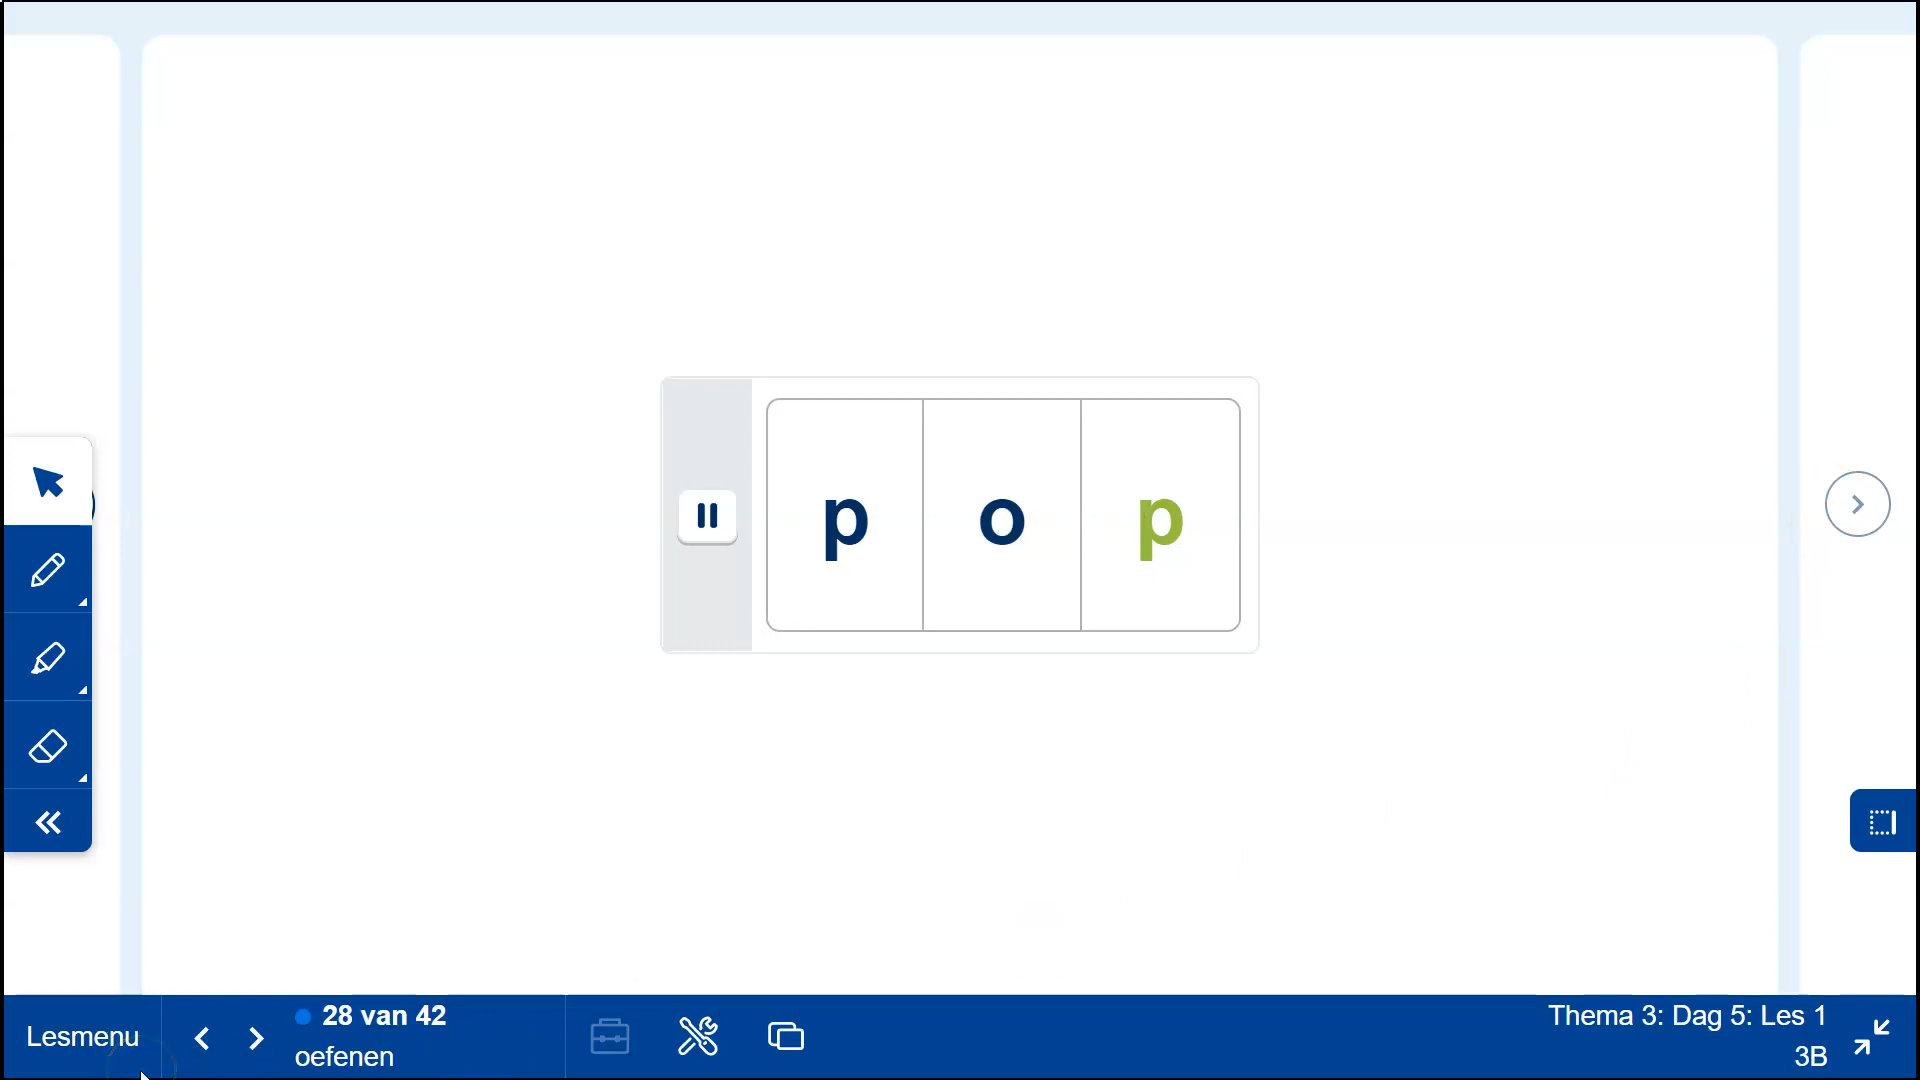 p o p
Lesmenu
28 van 42
oefenen
Thema 3: Dag 5: Les 1
3B